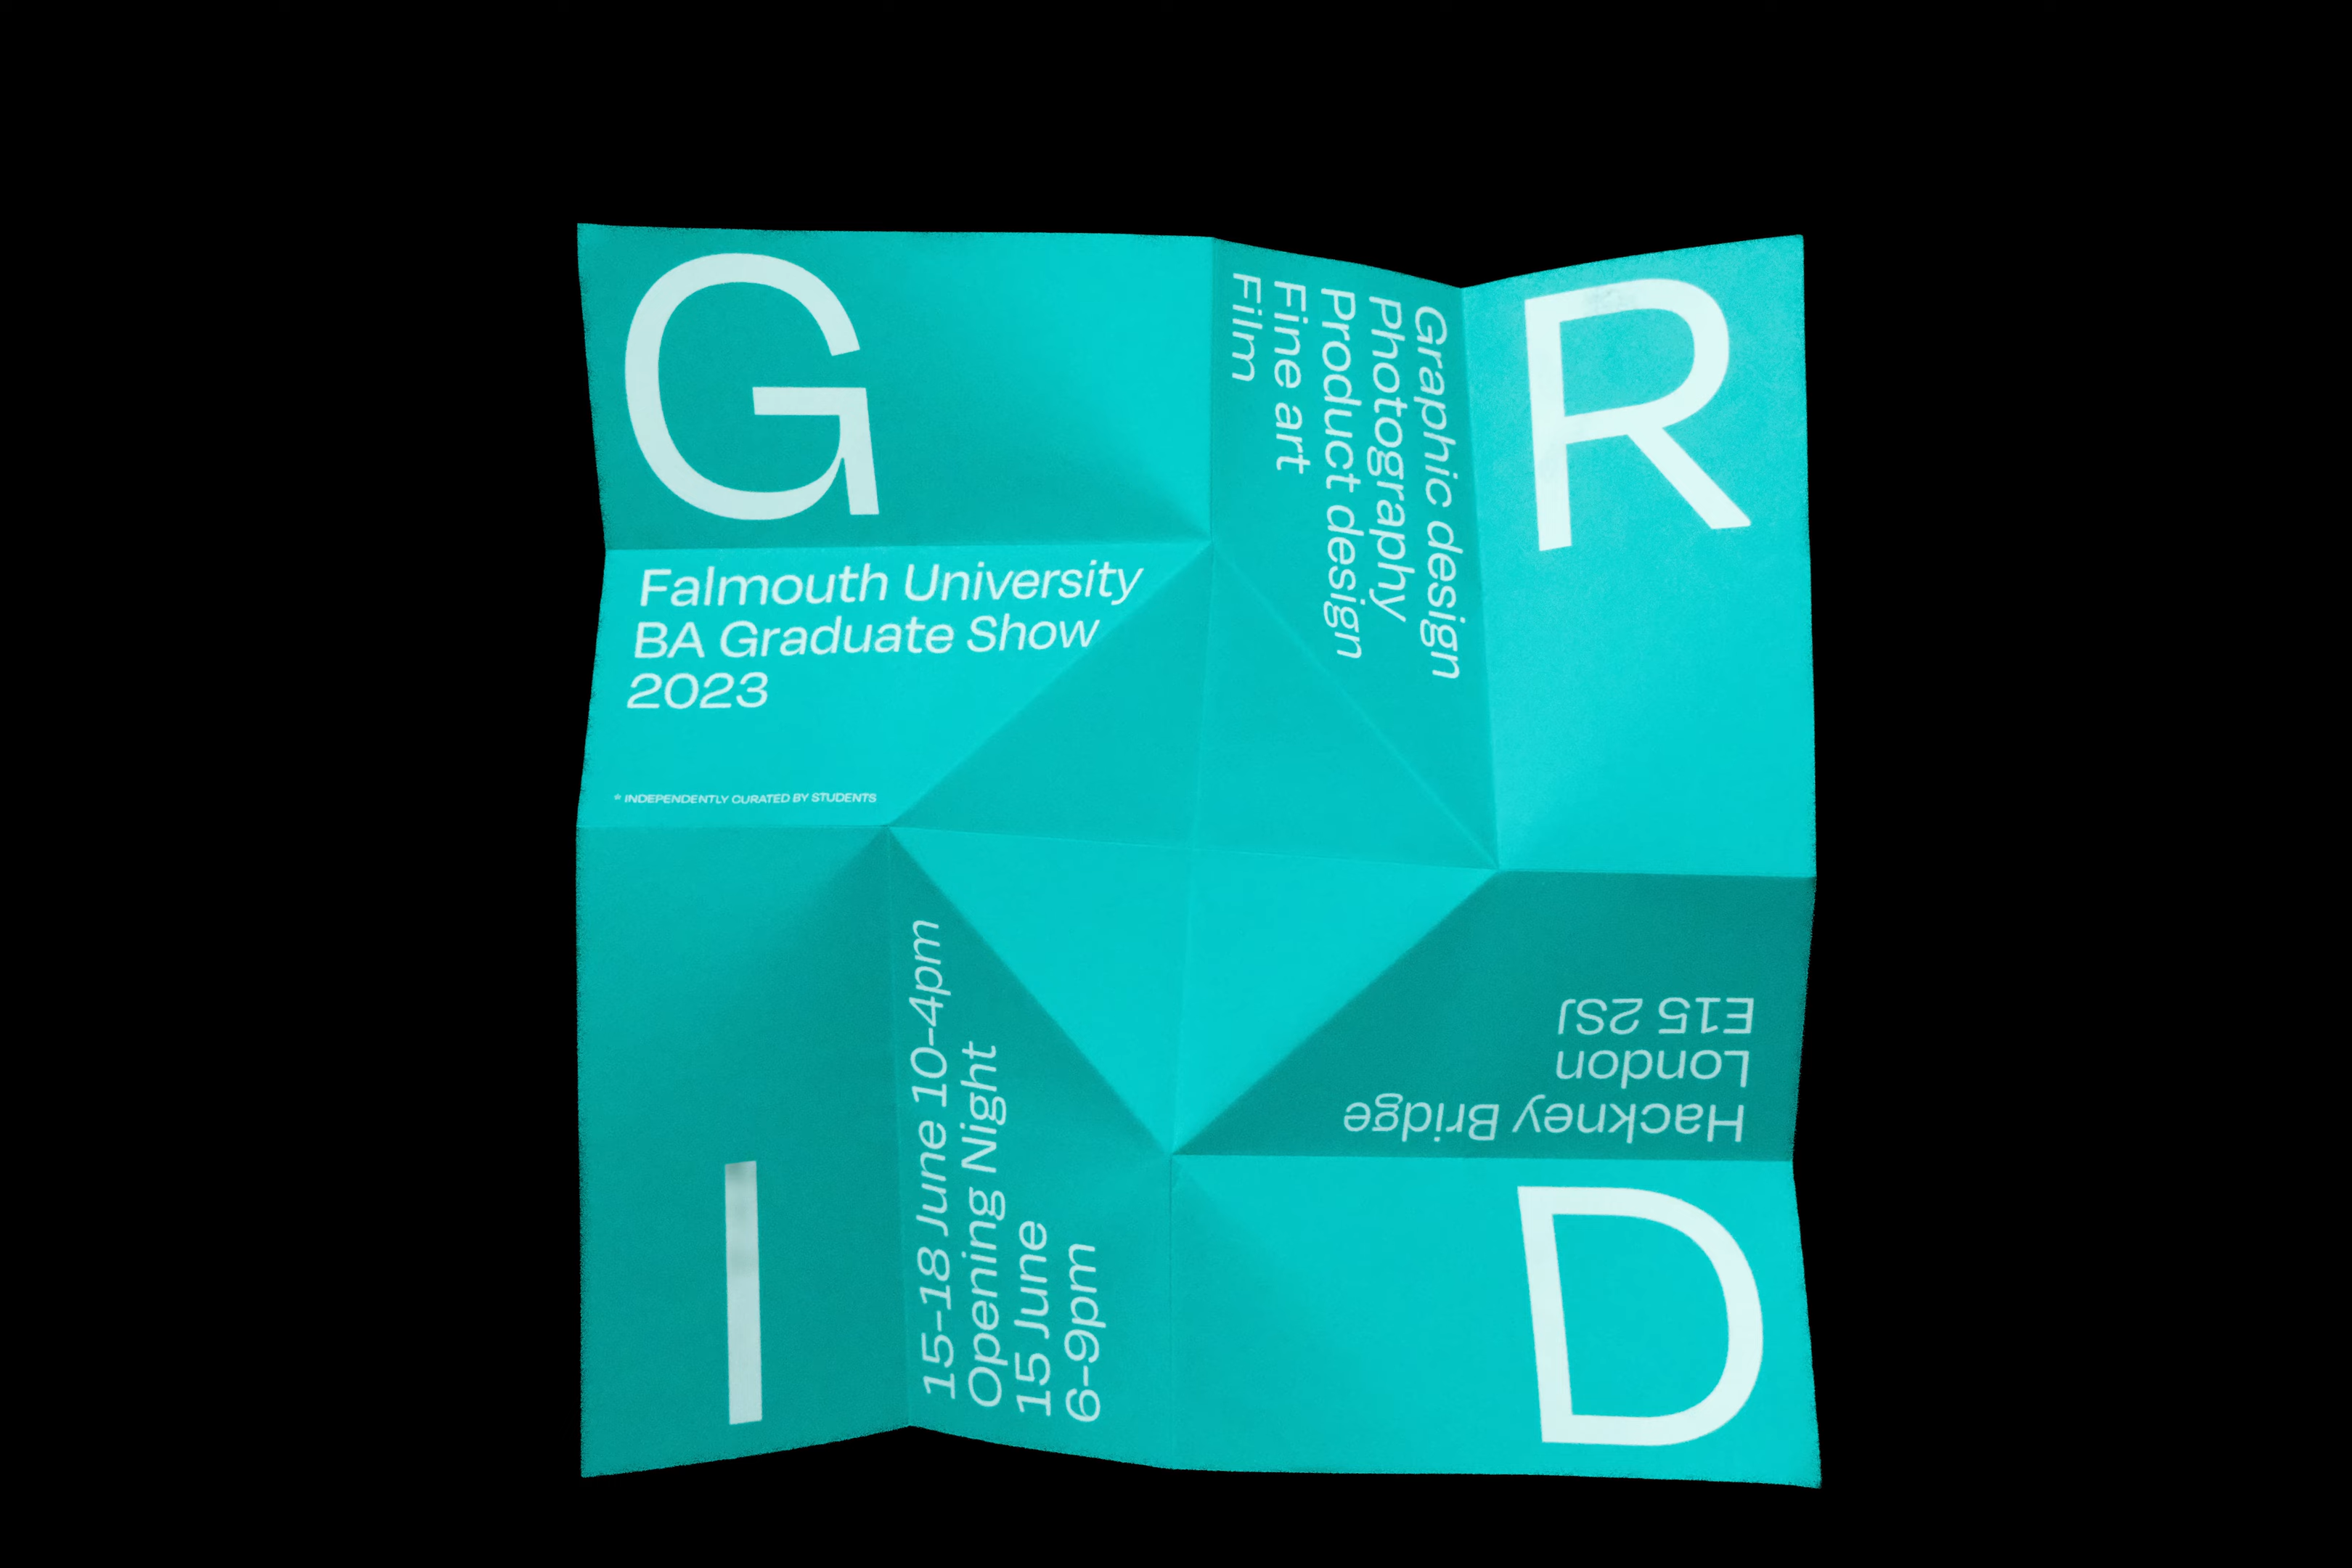 G
Falmouth University
BA Graduate Show
2023
* INDEPENDENTLY CURATED BY STUDENTS
R
Graphic design
Photography
Product design
Fine art
Film
I
15–18 June 10–4pm
Opening Night
15 June
6–9pm
D
Hackney Bridge
London
E15 2SJ